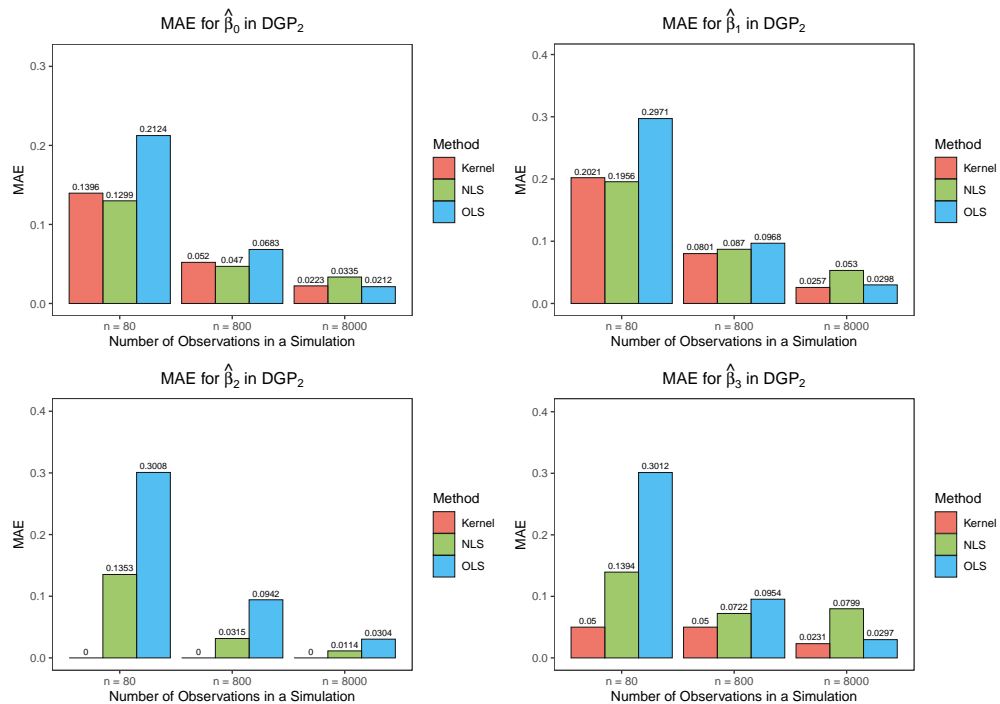 MAE for β̂₀ in DGP₂
0.3
0.2
0.1
0.0
MAE
0.1396
0.1299
0.2124
0.052
0.047
0.0683
0.0223
0.0335
0.0212
n = 80
n = 800
n = 8000
Number of Observations in a Simulation
Method
Kernel
NLS
OLS
MAE for β̂₁ in DGP₂
0.4
0.3
0.2
0.1
0.0
MAE
0.2021
0.1956
0.2971
0.0801
0.087
0.0968
0.0257
0.053
0.0298
n = 80
n = 800
n = 8000
Number of Observations in a Simulation
Method
Kernel
NLS
OLS
MAE for β̂₂ in DGP₂
0.4
0.3
0.2
0.1
0.0
MAE
0
0.1353
0.3008
0
0.0315
0.0942
0
0.0114
0.0304
n = 80
n = 800
n = 8000
Number of Observations in a Simulation
Method
Kernel
NLS
OLS
MAE for β̂₃ in DGP₂
0.4
0.3
0.2
0.1
0.0
MAE
0.05
0.1394
0.3012
0.05
0.0722
0.0954
0.0231
0.0799
0.0297
n = 80
n = 800
n = 8000
Number of Observations in a Simulation
Method
Kernel
NLS
OLS